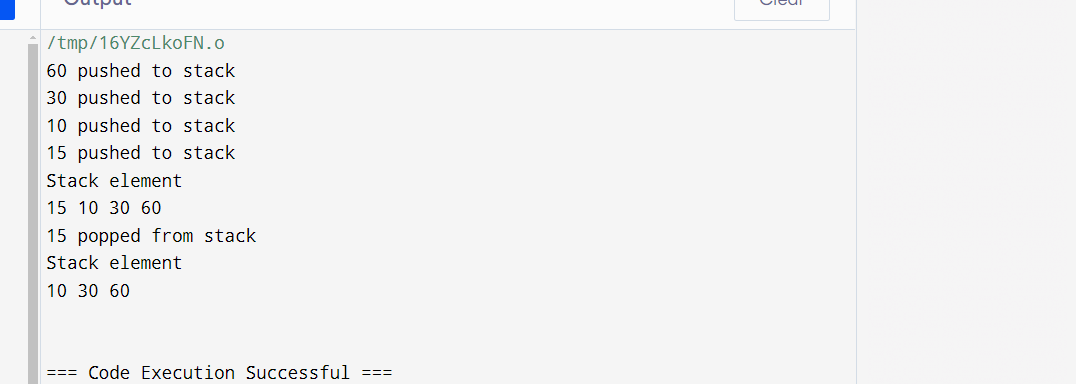 Output
Clear
/tmp/16YZcLkoFN.o
60 pushed to stack
30 pushed to stack
10 pushed to stack
15 pushed to stack
Stack element
15 10 30 60
15 popped from stack
Stack element
10 30 60
=== Code Execution Successful ===